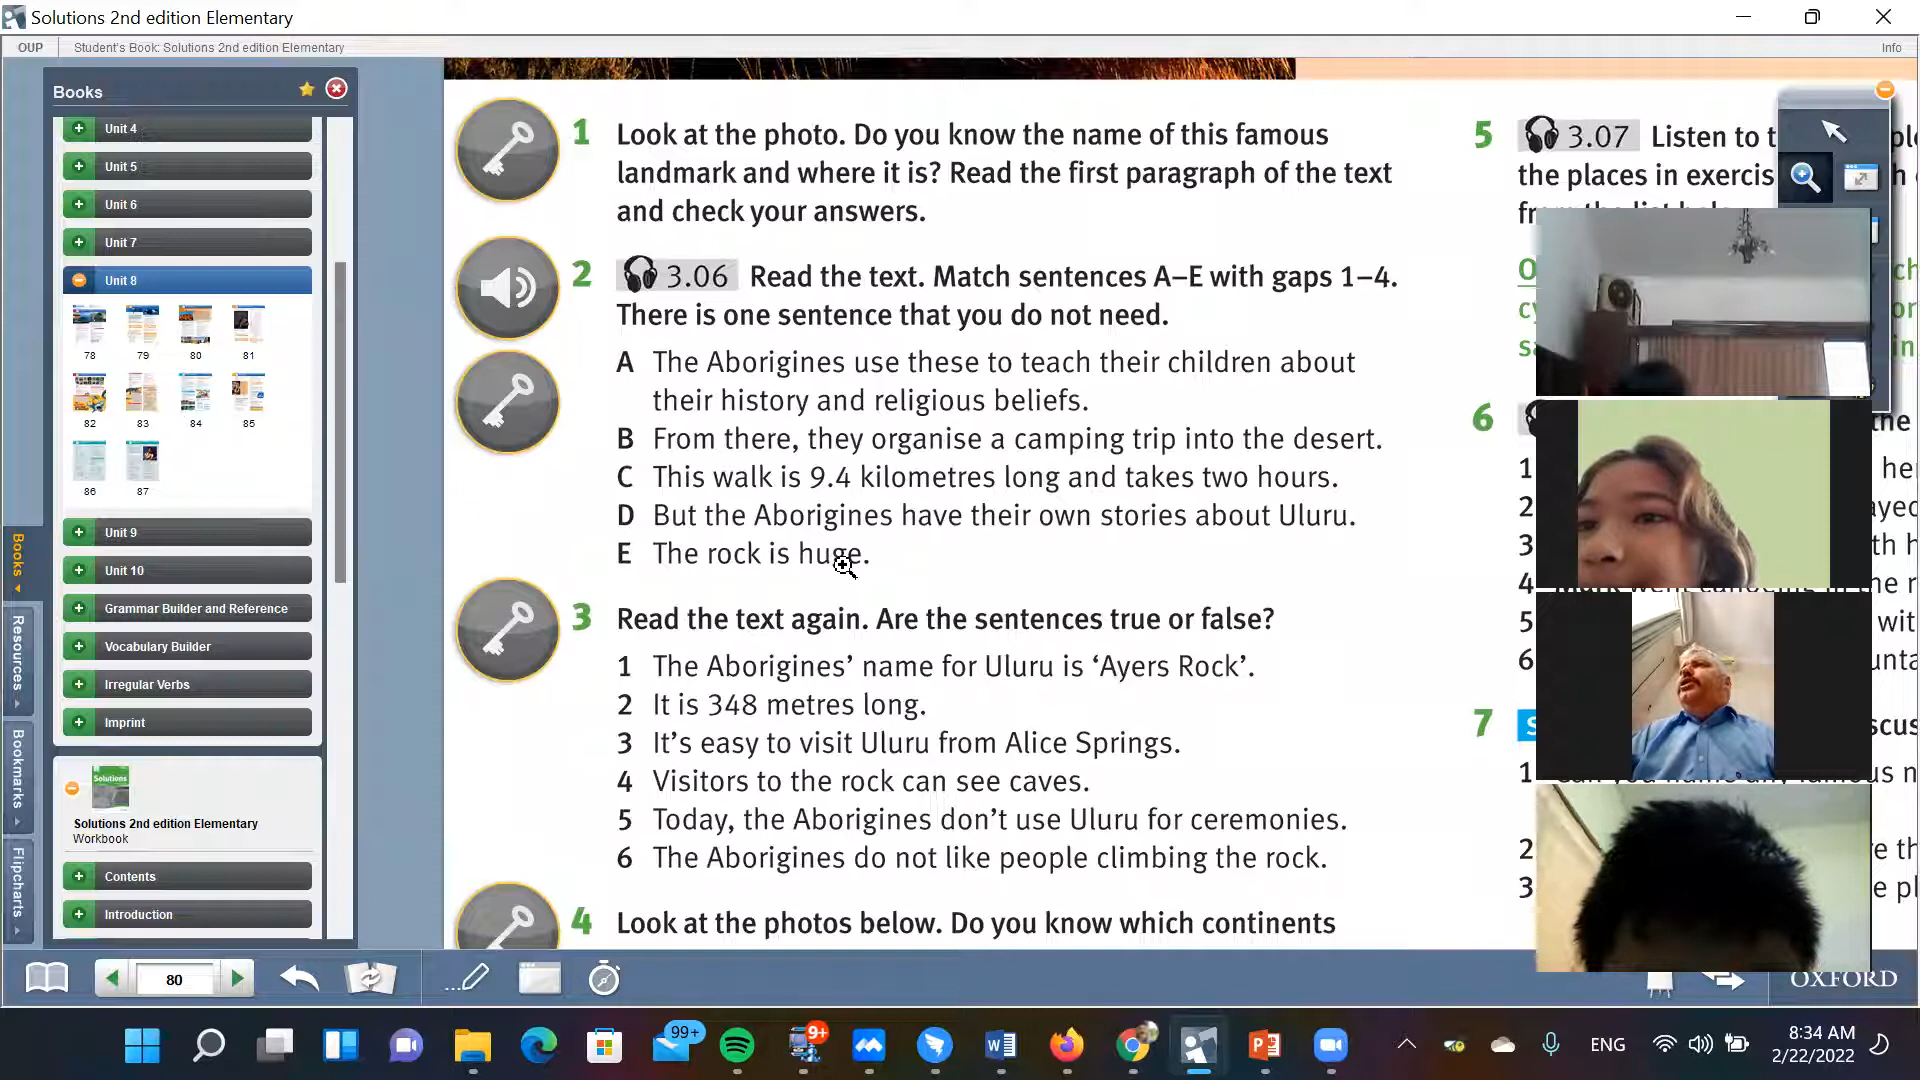 Solutions 2nd edition Elementary
OUP
Student's Book: Solutions 2nd edition Elementary
Info
Books
Unit 4
Unit 5
Unit 6
Unit 7
Unit 8
78 79 80 81
82 83 84 85
86 87
Unit 9
Unit 10
Grammar Builder and Reference
Vocabulary Builder
Irregular Verbs
Imprint
Solutions
Solutions 2nd edition Elementary
Workbook
Contents
Introduction
Books
Resources
Bookmarks
Flipcharts
1 Look at the photo. Do you know the name of this famous
landmark and where it is? Read the first paragraph of the text
and check your answers.
2 3.06 Read the text. Match sentences A–E with gaps 1–4.
There is one sentence that you do not need.
A The Aborigines use these to teach their children about
their history and religious beliefs.
B From there, they organise a camping trip into the desert.
C This walk is 9.4 kilometres long and takes two hours.
D But the Aborigines have their own stories about Uluru.
E The rock is huge.
3 Read the text again. Are the sentences true or false?
1 The Aborigines’ name for Uluru is ‘Ayers Rock’.
2 It is 348 metres long.
3 It’s easy to visit Uluru from Alice Springs.
4 Visitors to the rock can see caves.
5 Today, the Aborigines don’t use Uluru for ceremonies.
6 The Aborigines do not like people climbing the rock.
4 Look at the photos below. Do you know which continents
5 3.07 Listen to
the places in
6
1
2
3
4
5
6
7
1
2
3
80
OXFORD
99+
9+
ENG
8:34 AM
2/22/2022